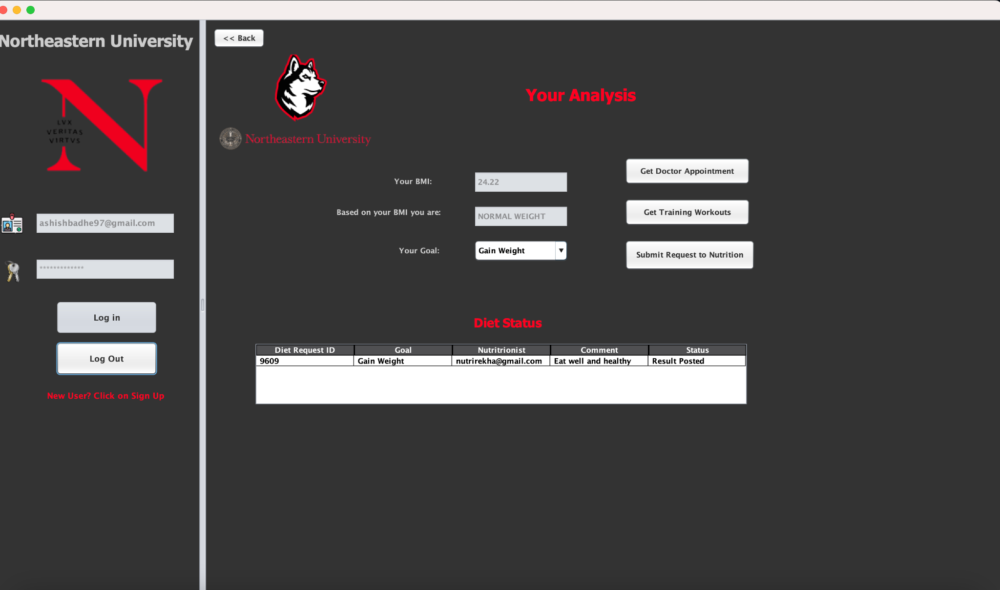 Northeastern University
LVX
VERITAS
VIRTVS
ashishbadhe97@gmail.com
*************
Log in
Log Out
New User? Click on Sign Up
<< Back
Your Analysis
Northeastern University
Your BMI:
24.22
Get Doctor Appointment
Based on your BMI you are:
NORMAL WEIGHT
Get Training Workouts
Your Goal:
Gain Weight
Submit Request to Nutrition
Diet Status
Diet Request ID Goal Nutritrionist Comment Status
9609 Gain Weight nutrirekha@gmail.com Eat well and healthy Result Posted